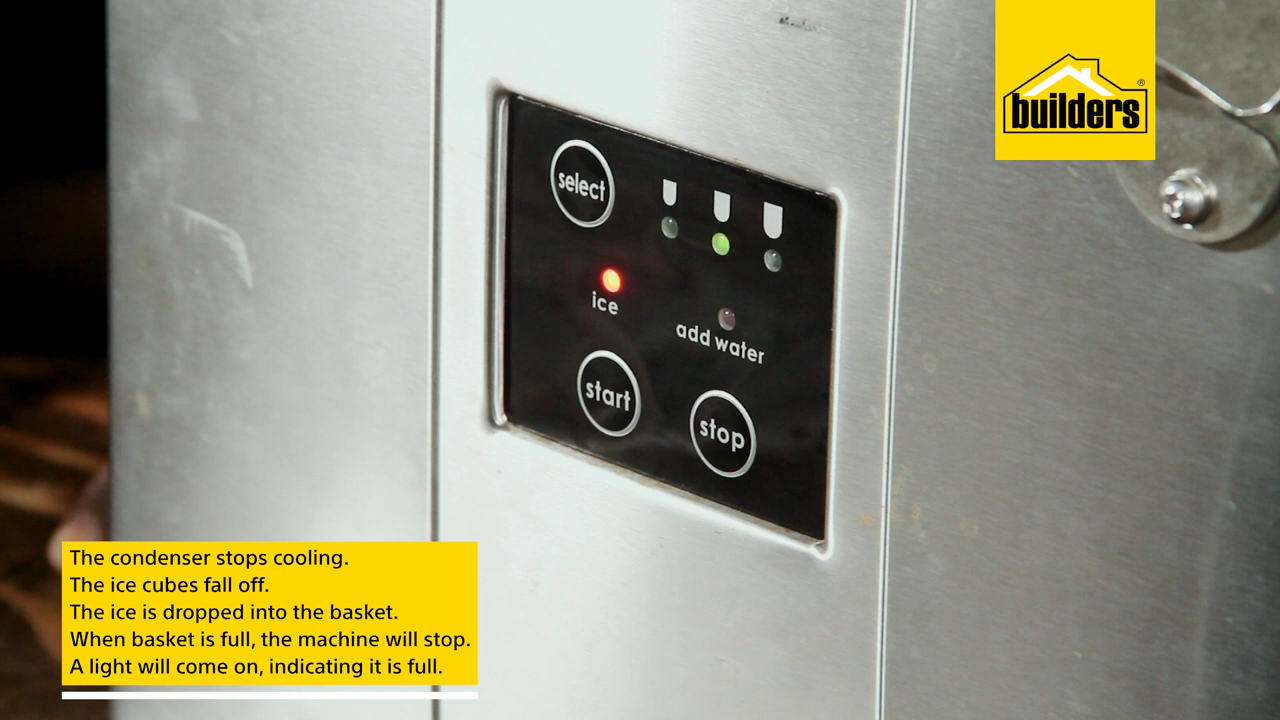 builders®
select
ice
add water
start
stop
The condenser stops cooling.
The ice cubes fall off.
The ice is dropped into the basket.
When basket is full, the machine will stop.
A light will come on, indicating it is full.